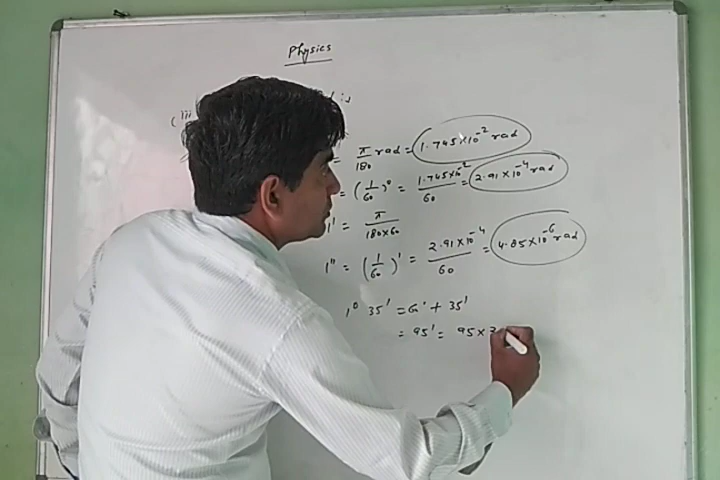 Physics
(iii
= π/180 rad = 1.745×10⁻² rad
= (1/60)° = 1.745×10⁻²/60 = 2.91×10⁻⁴ rad
1' = π/180×60
1" = (1/60)' = 2.91×10⁻⁴/60 = 4.85×10⁻⁶ rad
1° 35' = 60' + 35'
= 95' = 95×2